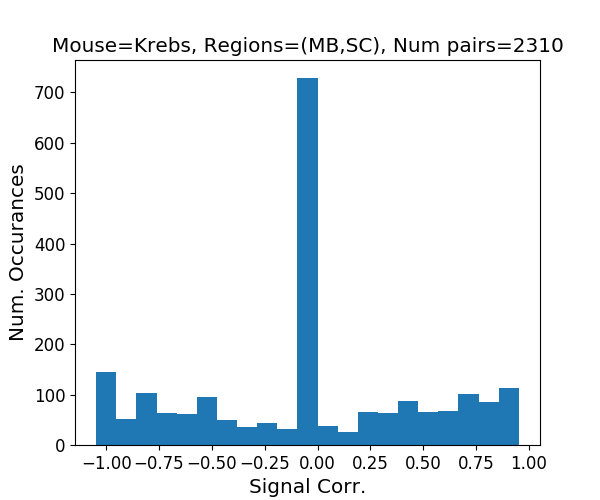 Mouse=Krebs, Regions=(MB,SC), Num pairs=2310
Num. Occurances
700
600
500
400
300
200
100
0
−1.00 −0.75 −0.50 −0.25 0.00 0.25 0.50 0.75 1.00
Signal Corr.